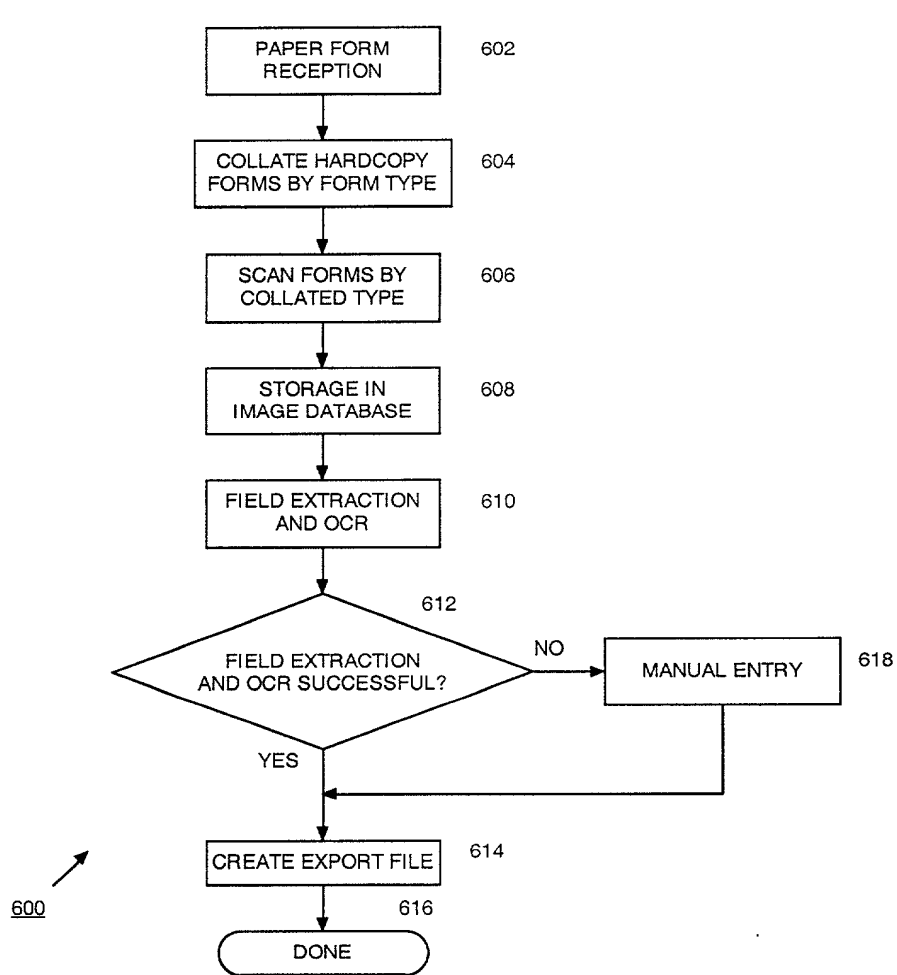 PAPER FORM
RECEPTION
602
COLLATE HARDCOPY
FORMS BY FORM TYPE
604
SCAN FORMS BY
COLLATED TYPE
606
STORAGE IN
IMAGE DATABASE
608
FIELD EXTRACTION
AND OCR
610
612
FIELD EXTRACTION
AND OCR SUCCESSFUL?
NO
MANUAL ENTRY
618
YES
CREATE EXPORT FILE
614
600
616
DONE